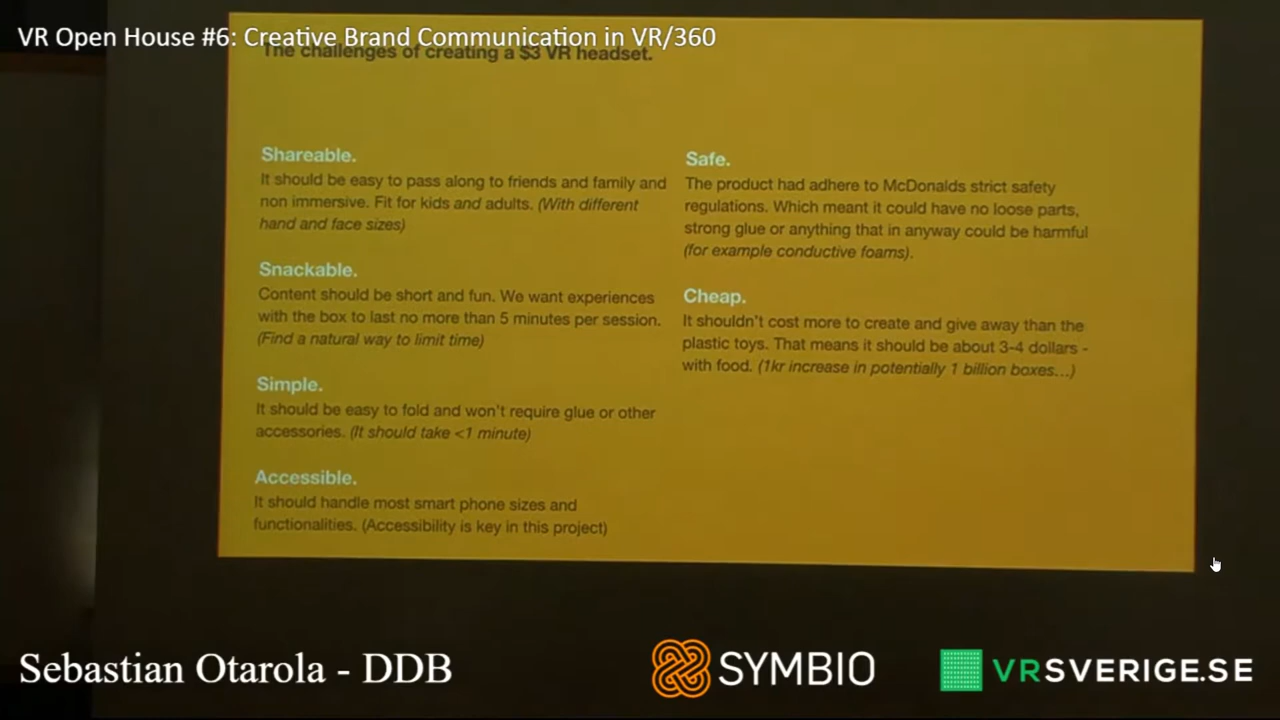 VR Open House #6: Creative Brand Communication in VR/360
The challenges of creating a $3 VR headset.
Shareable.
It should be easy to pass along to friends and family and
non immersive. Fit for kids and adults. (With different
hand and face sizes)
Snackable.
Content should be short and fun. We want experiences
with the box to last no more than 5 minutes per session.
(Find a natural way to limit time)
Simple.
It should be easy to fold and won't require glue or other
accessories. (It should take <1 minute)
Accessible.
It should handle most smart phone sizes and
functionalities. (Accessibility is key in this project)
Safe.
The product had adhere to McDonalds strict safety
regulations. Which meant it could have no loose parts,
strong glue or anything that in anyway could be harmful
(for example conductive foams).
Cheap.
It shouldn't cost more to create and give away than the
plastic toys. That means it should be about 3-4 dollars -
with food. (1kr increase in potentially 1 billion boxes...)
Sebastian Otarola - DDB
SYMBIO
VRSVERIGE.SE